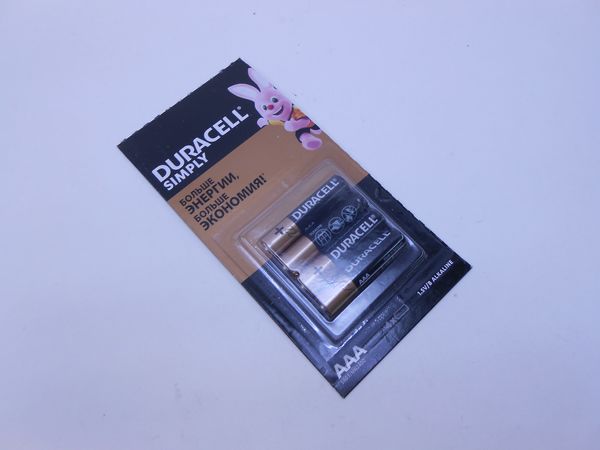 DURACELL
SIMPLY
БОЛЬШЕ
ЭНЕРГИИ,
БОЛЬШЕ
ЭКОНОМИЯ!
DURACELL
DURACELL
AAA
1.5V/B ALKALINE
AAA